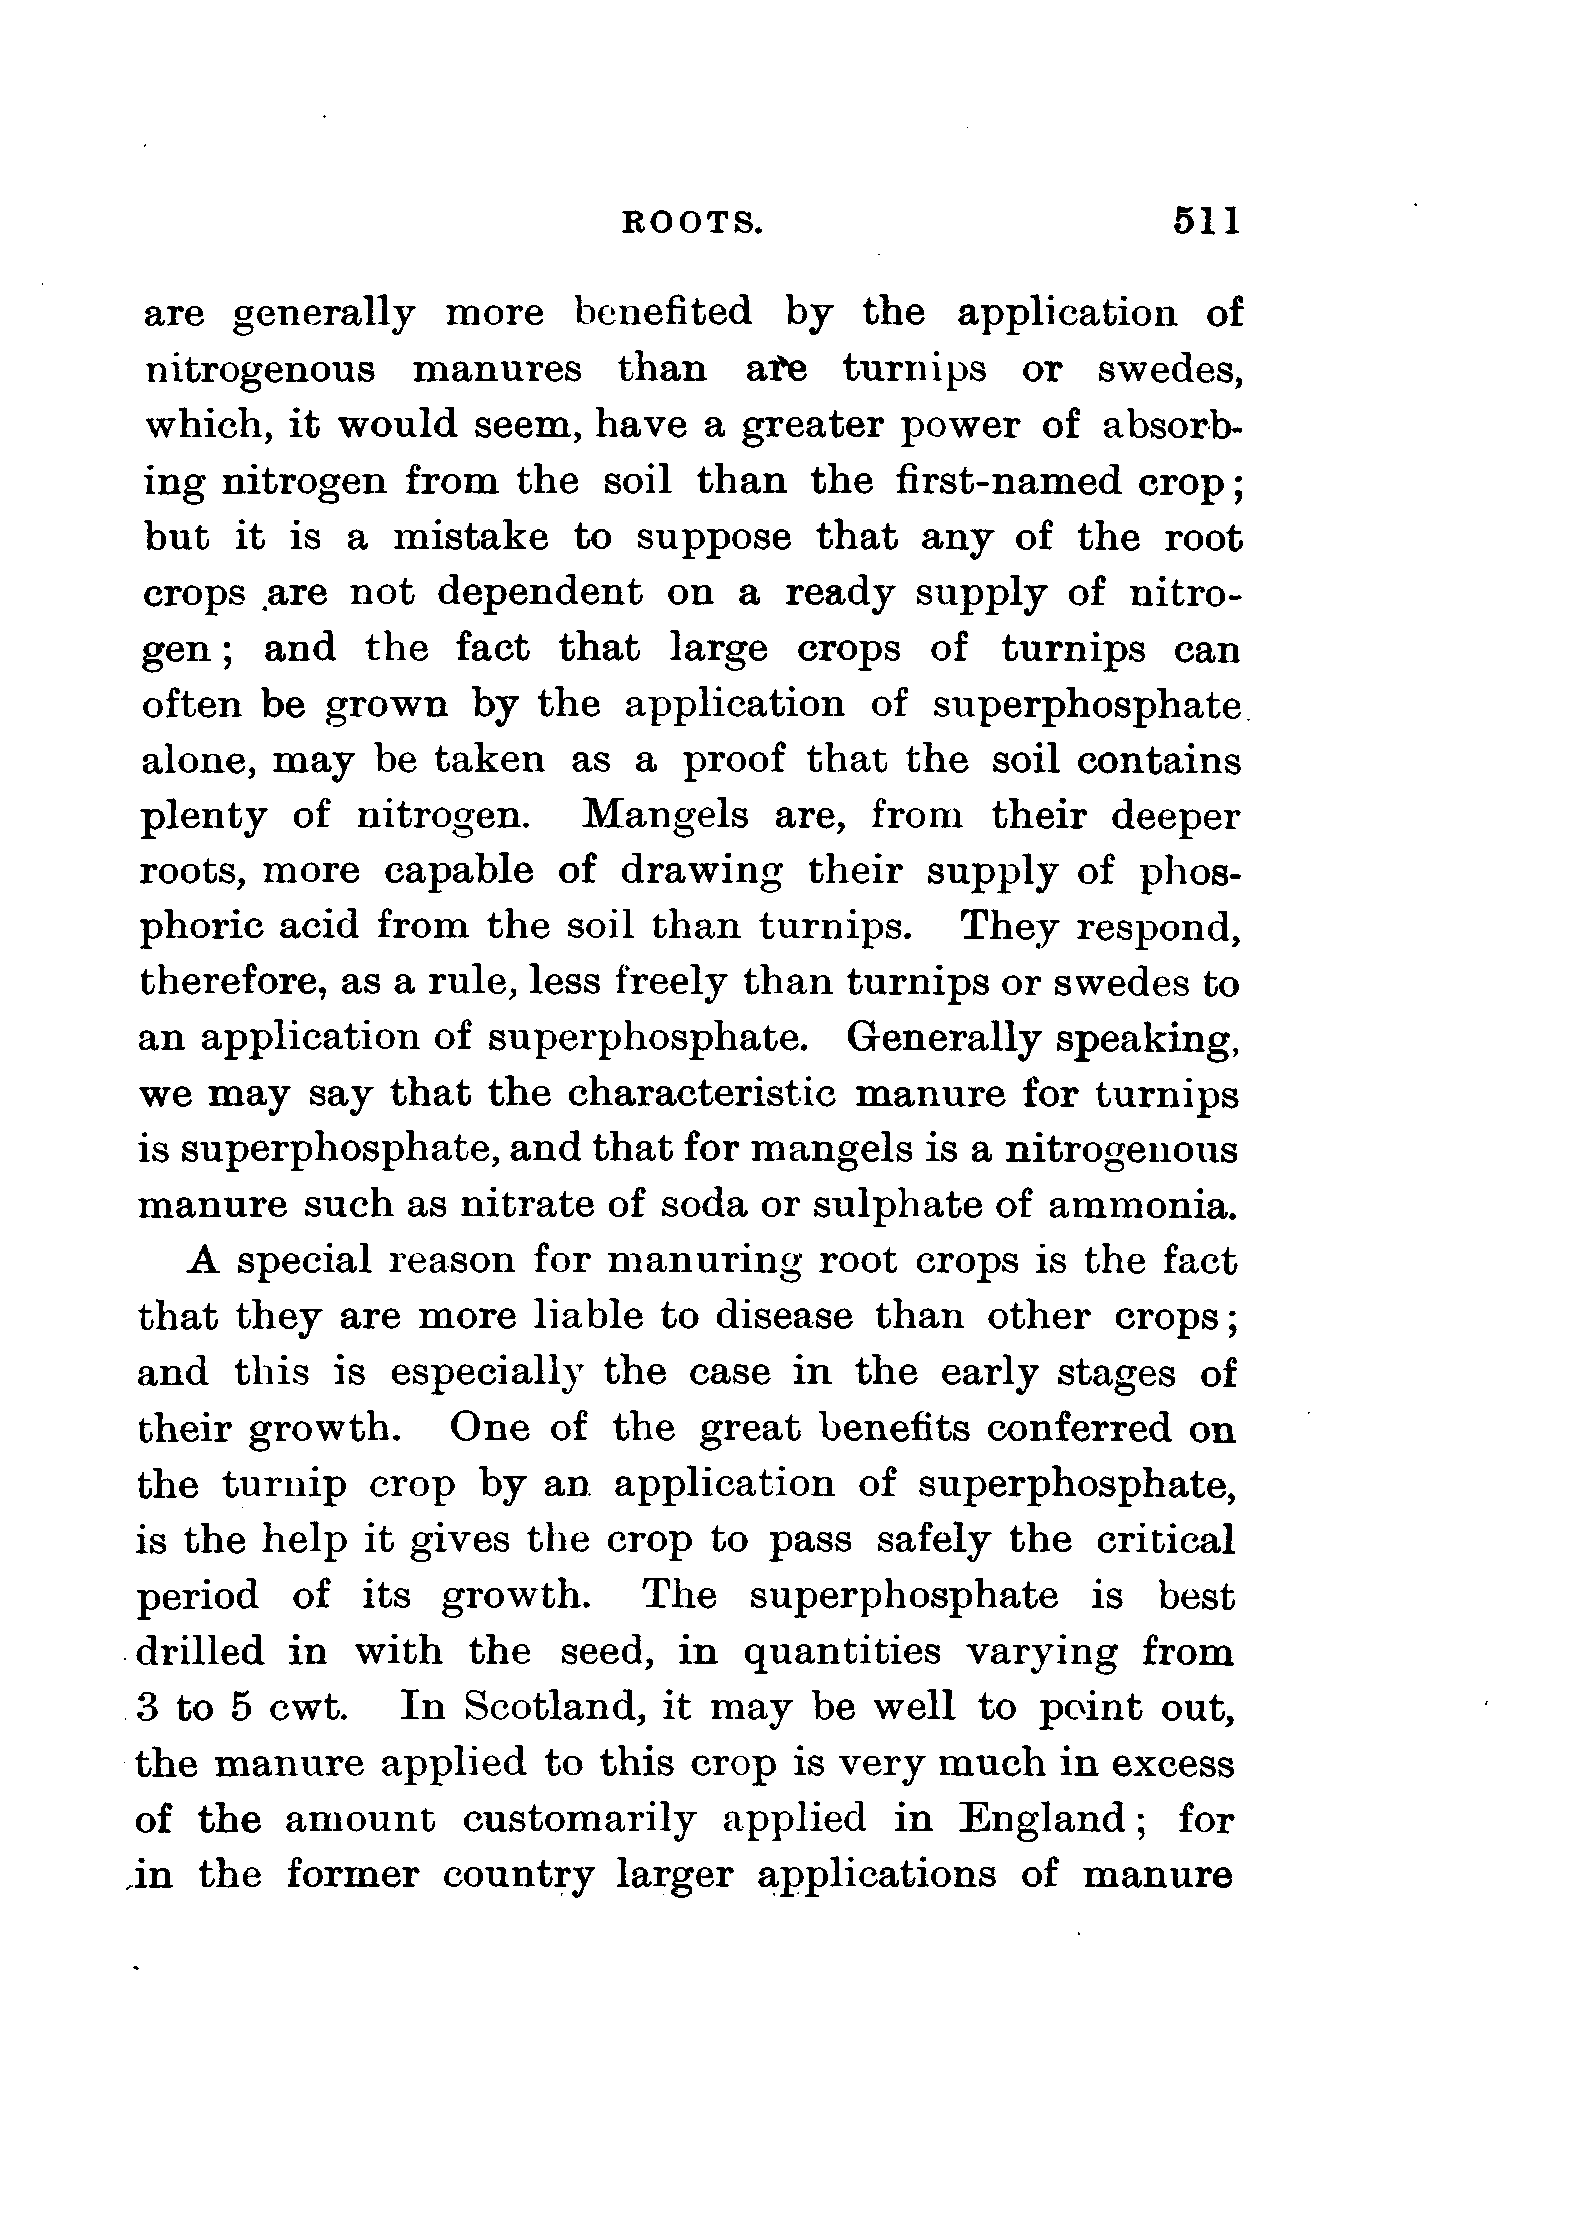 ROOTS. 511
are generally more benefited by the application of
nitrogenous manures than are turnips or swedes,
which, it would seem, have a greater power of absorb-
ing nitrogen from the soil than the first-named crop;
but it is a mistake to suppose that any of the root
crops are not dependent on a ready supply of nitro-
gen; and the fact that large crops of turnips can
often be grown by the application of superphosphate
alone, may be taken as a proof that the soil contains
plenty of nitrogen. Mangels are, from their deeper
roots, more capable of drawing their supply of phos-
phoric acid from the soil than turnips. They respond,
therefore, as a rule, less freely than turnips or swedes to
an application of superphosphate. Generally speaking,
we may say that the characteristic manure for turnips
is superphosphate, and that for mangels is a nitrogenous
manure such as nitrate of soda or sulphate of ammonia.
A special reason for manuring root crops is the fact
that they are more liable to disease than other crops;
and this is especially the case in the early stages of
their growth. One of the great benefits conferred on
the turnip crop by an application of superphosphate,
is the help it gives the crop to pass safely the critical
period of its growth. The superphosphate is best
drilled in with the seed, in quantities varying from
3 to 5 cwt. In Scotland, it may be well to point out,
the manure applied to this crop is very much in excess
of the amount customarily applied in England; for
in the former country larger applications of manure